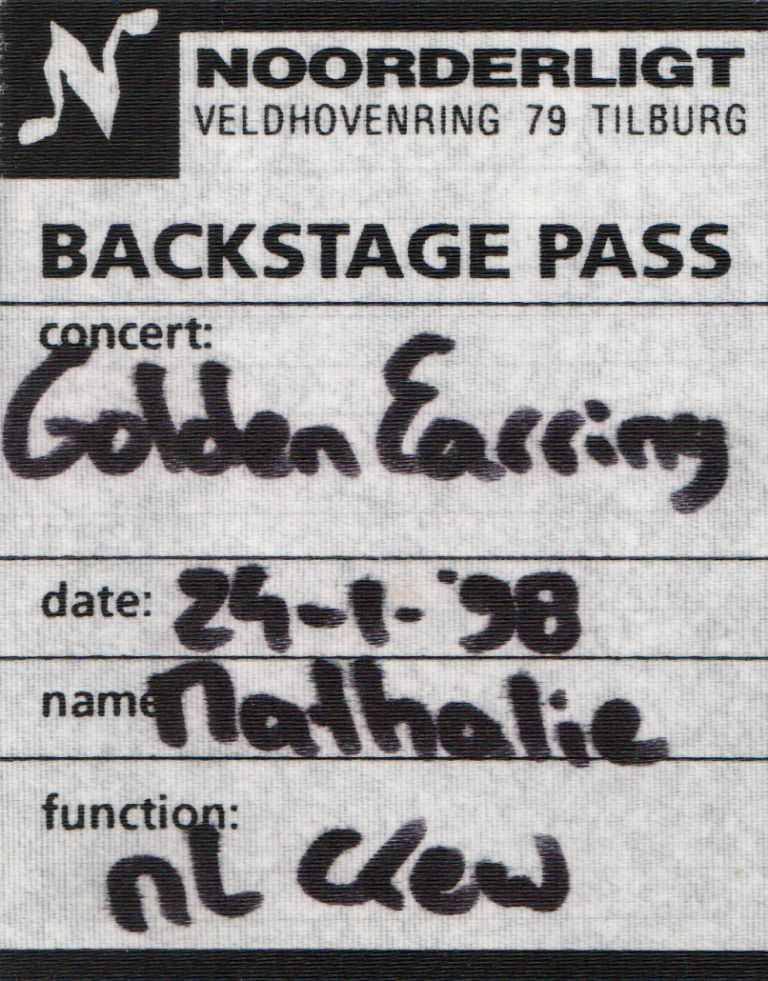 NOORDERLIGT
VELDHOVENRING 79 TILBURG
BACKSTAGE PASS
concert:
Golden Earring
date: 24-1-'98
name Nathalie
function:
NL Crew